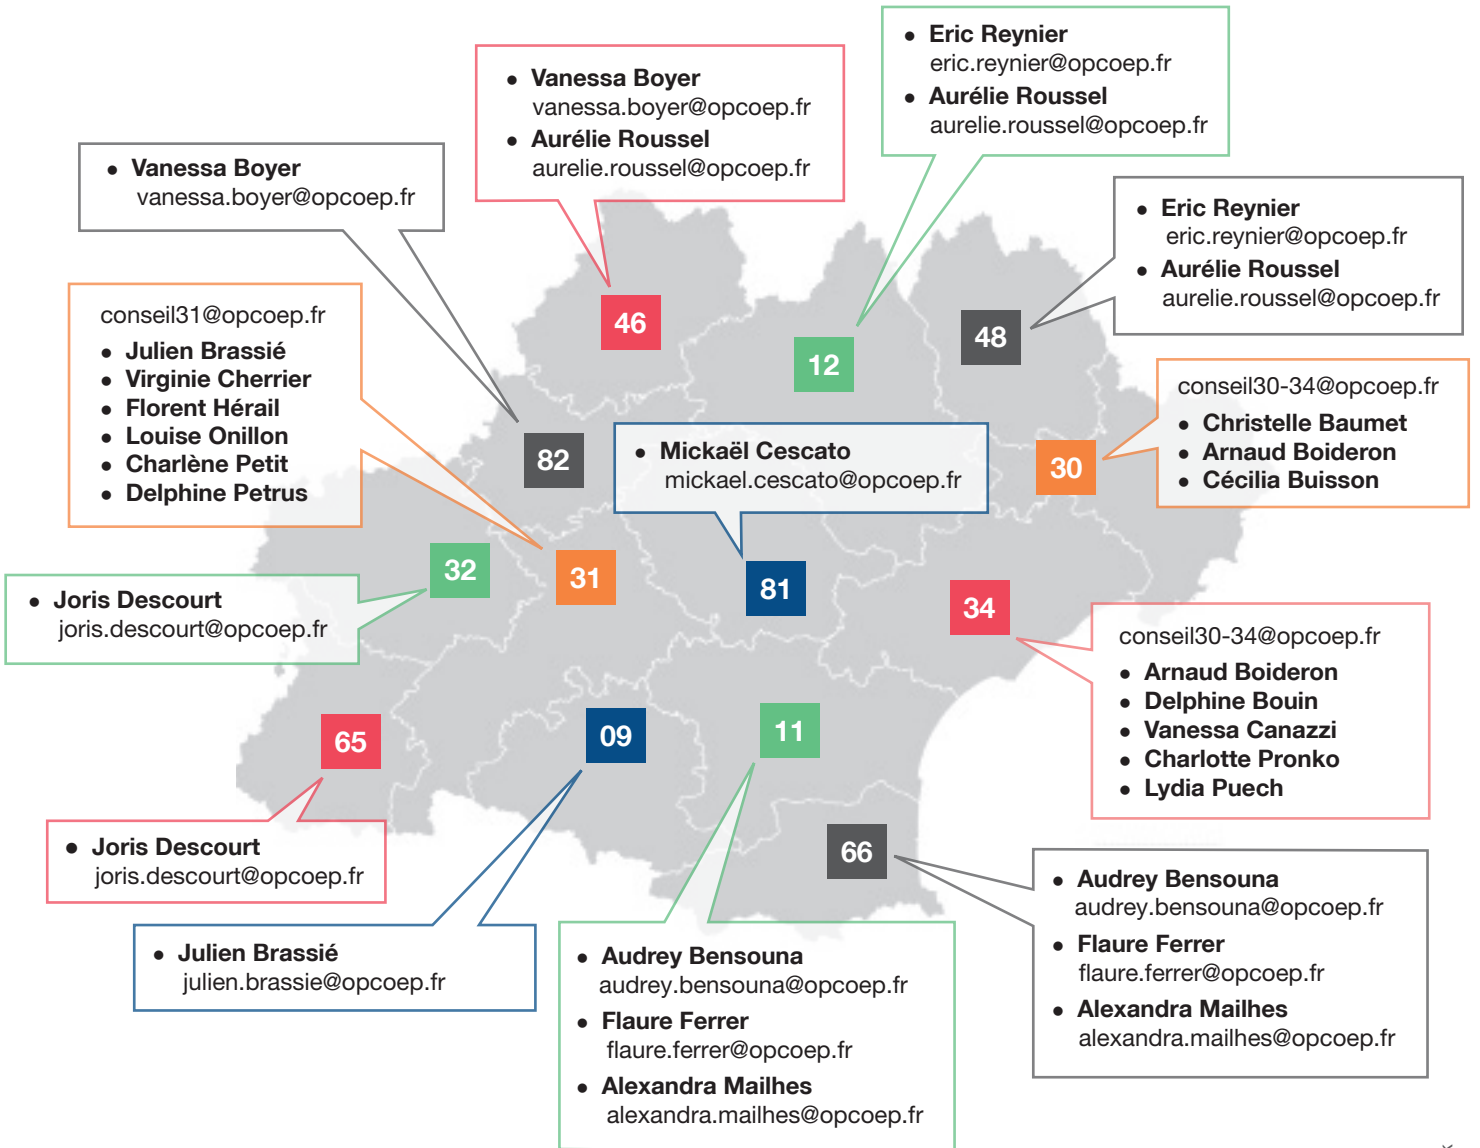 • Eric Reynier
eric.reynier@opcoep.fr
• Aurélie Roussel
aurelie.roussel@opcoep.fr
• Vanessa Boyer
vanessa.boyer@opcoep.fr
• Aurélie Roussel
aurelie.roussel@opcoep.fr
• Vanessa Boyer
vanessa.boyer@opcoep.fr
• Eric Reynier
eric.reynier@opcoep.fr
• Aurélie Roussel
aurelie.roussel@opcoep.fr
conseil31@opcoep.fr
• Julien Brassié
• Virginie Cherrier
• Florent Hérail
• Louise Onillon
• Charlène Petit
• Delphine Petrus
46
12
48
conseil30-34@opcoep.fr
• Christelle Baumet
• Arnaud Boideron
• Cécilia Buisson
82
• Mickaël Cescato
mickael.cescato@opcoep.fr
30
32
31
81
34
• Joris Descourt
joris.descourt@opcoep.fr
conseil30-34@opcoep.fr
• Arnaud Boideron
• Delphine Bouin
• Vanessa Canazzi
• Charlotte Pronko
• Lydia Puech
65
09
11
66
• Joris Descourt
joris.descourt@opcoep.fr
• Julien Brassié
julien.brassie@opcoep.fr
• Audrey Bensouna
audrey.bensouna@opcoep.fr
• Flaure Ferrer
flaure.ferrer@opcoep.fr
• Alexandra Mailhes
alexandra.mailhes@opcoep.fr
• Audrey Bensouna
audrey.bensouna@opcoep.fr
• Flaure Ferrer
flaure.ferrer@opcoep.fr
• Alexandra Mailhes
alexandra.mailhes@opcoep.fr